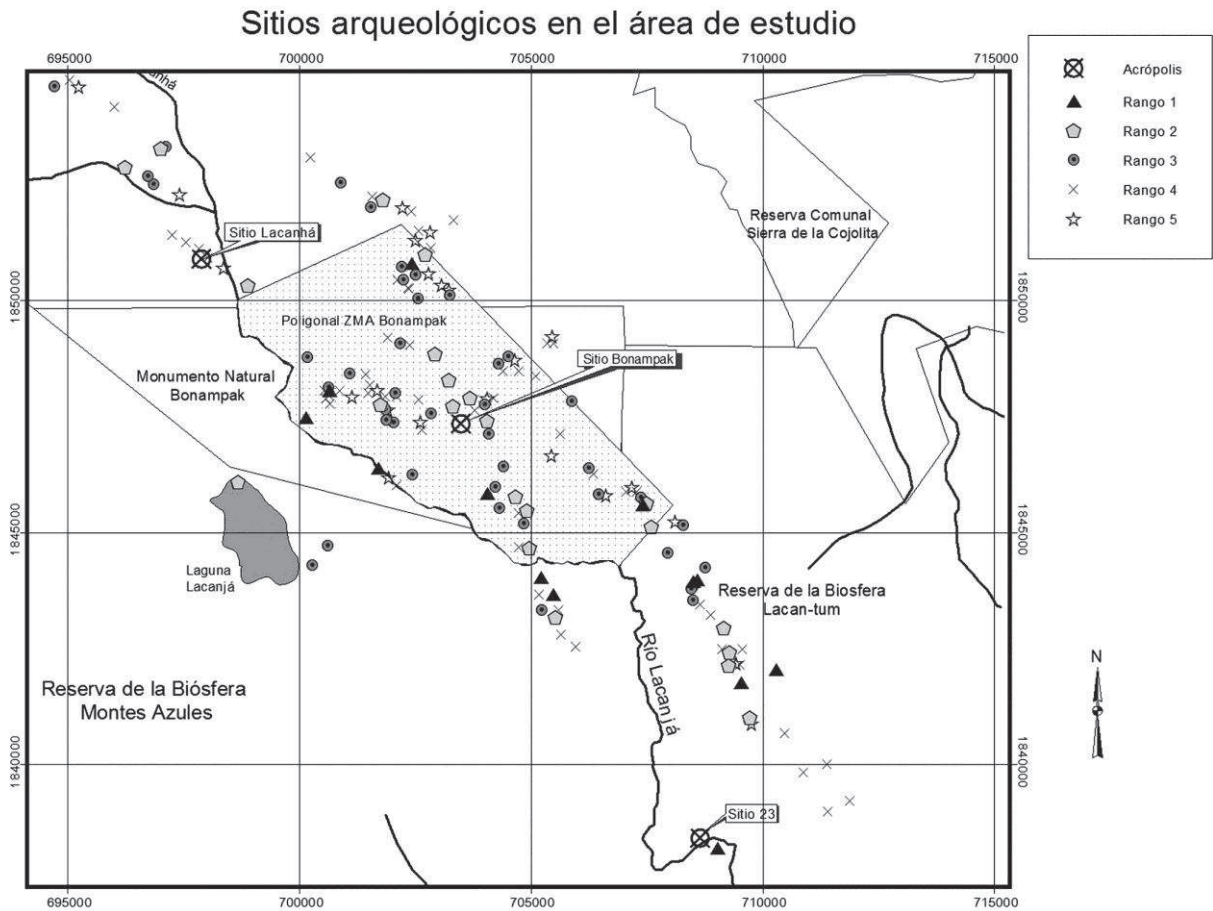 Sitios arqueológicos en el área de estudio
695000
700000
705000
710000
715000
Acrópolis
Rango 1
Rango 2
Rango 3
Rango 4
Rango 5
Sitio Lacanhá
Reserva Comunal
Sierra de la Cojolita
1850000
1850000
Poligonal ZMA Bonampak
Sitio Bonampak
Monumento Natural
Bonampak
1845000
1845000
Laguna
Lacanjá
Reserva de la Biosfera
Lacan-tum
Río Lacanjá
Reserva de la Biósfera
Montes Azules
N
1840000
1840000
Sitio 23
695000
700000
705000
710000
715000